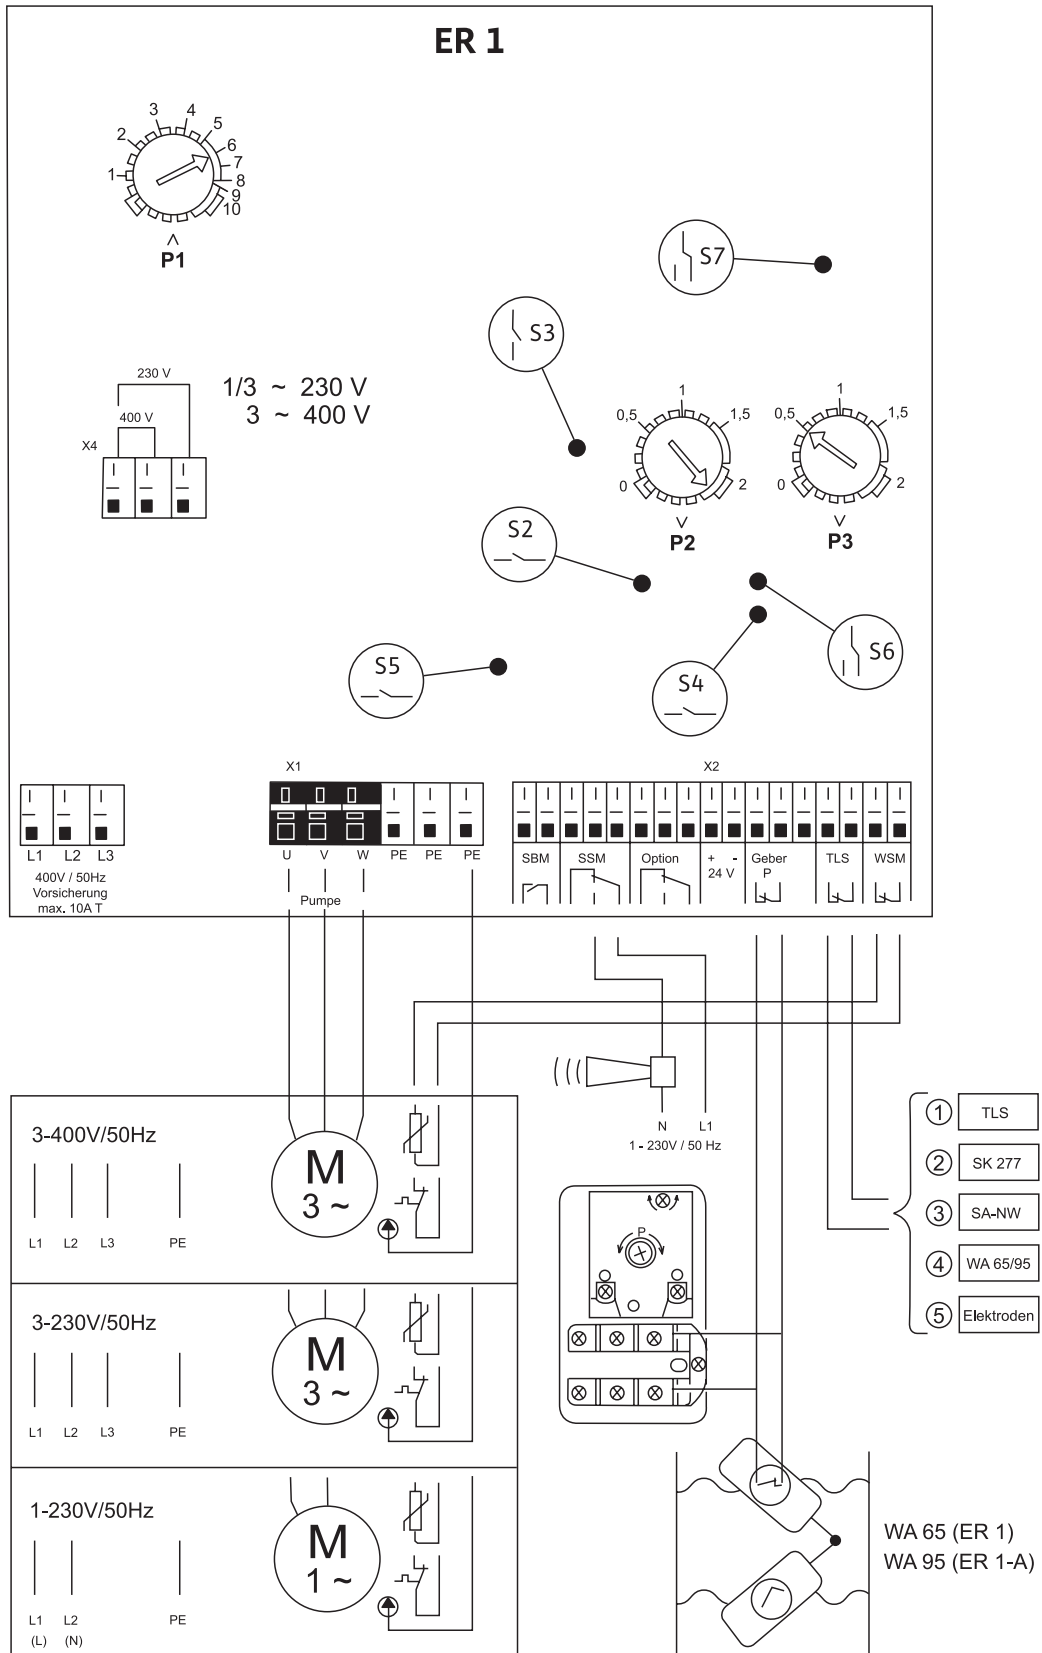 ER 1
3
4
2
5
6
1
7
8
9
10
P1
S7
S3
230 V
1/3 ~ 230 V
400 V
3 ~ 400 V
X4
1
0,5
1,5
0
2
P2
1
0,5
1,5
0
2
P3
S2
S5
S4
S6
X1
X2
L1 L2 L3
400V / 50Hz
Vorsicherung
max. 10A T
U V W PE PE PE
Pumpe
SBM SSM Option + - Geber TLS WSM
24 V P
N L1
1 - 230V / 50 Hz
1 TLS
2 SK 277
3 SA-NW
4 WA 65/95
5 Elektroden
3-400V/50Hz
M
3 ~
L1 L2 L3 PE
P
3-230V/50Hz
M
3 ~
L1 L2 L3 PE
1-230V/50Hz
M
1 ~
L1 L2 PE
(L) (N)
WA 65 (ER 1)
WA 95 (ER 1-A)